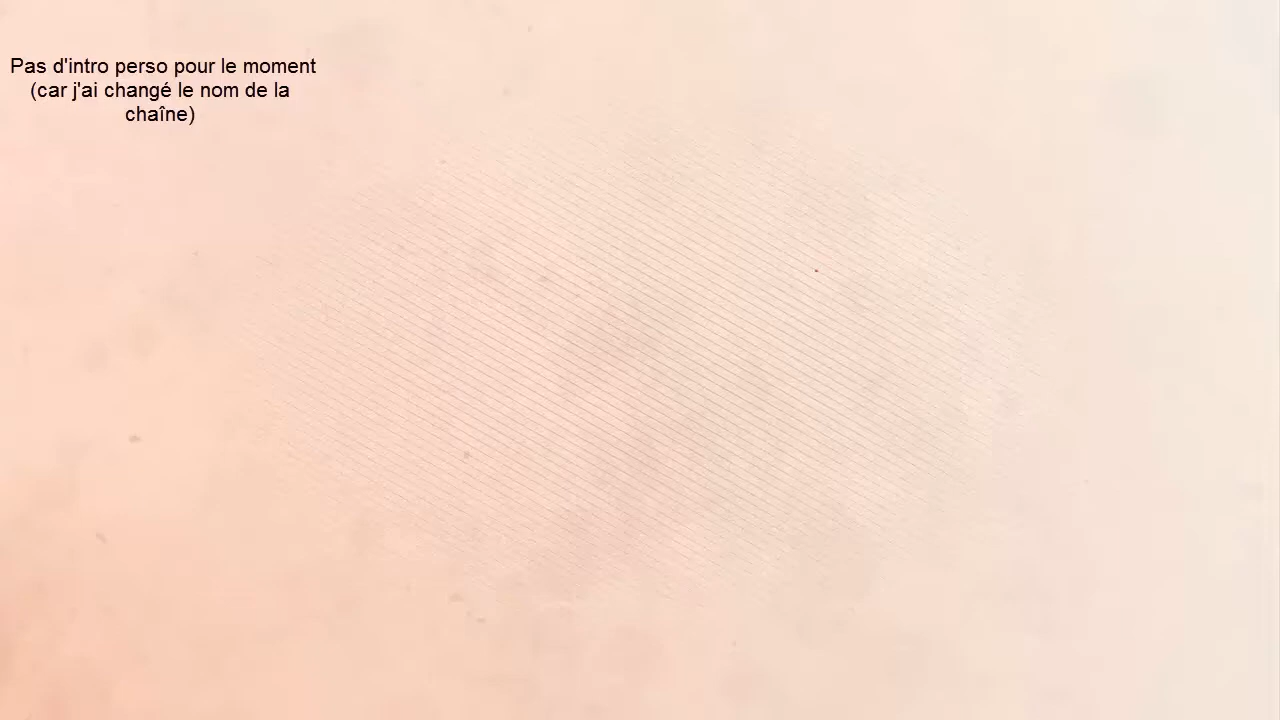 Pas d'intro perso pour le moment
(car j'ai changé le nom de la
chaîne)